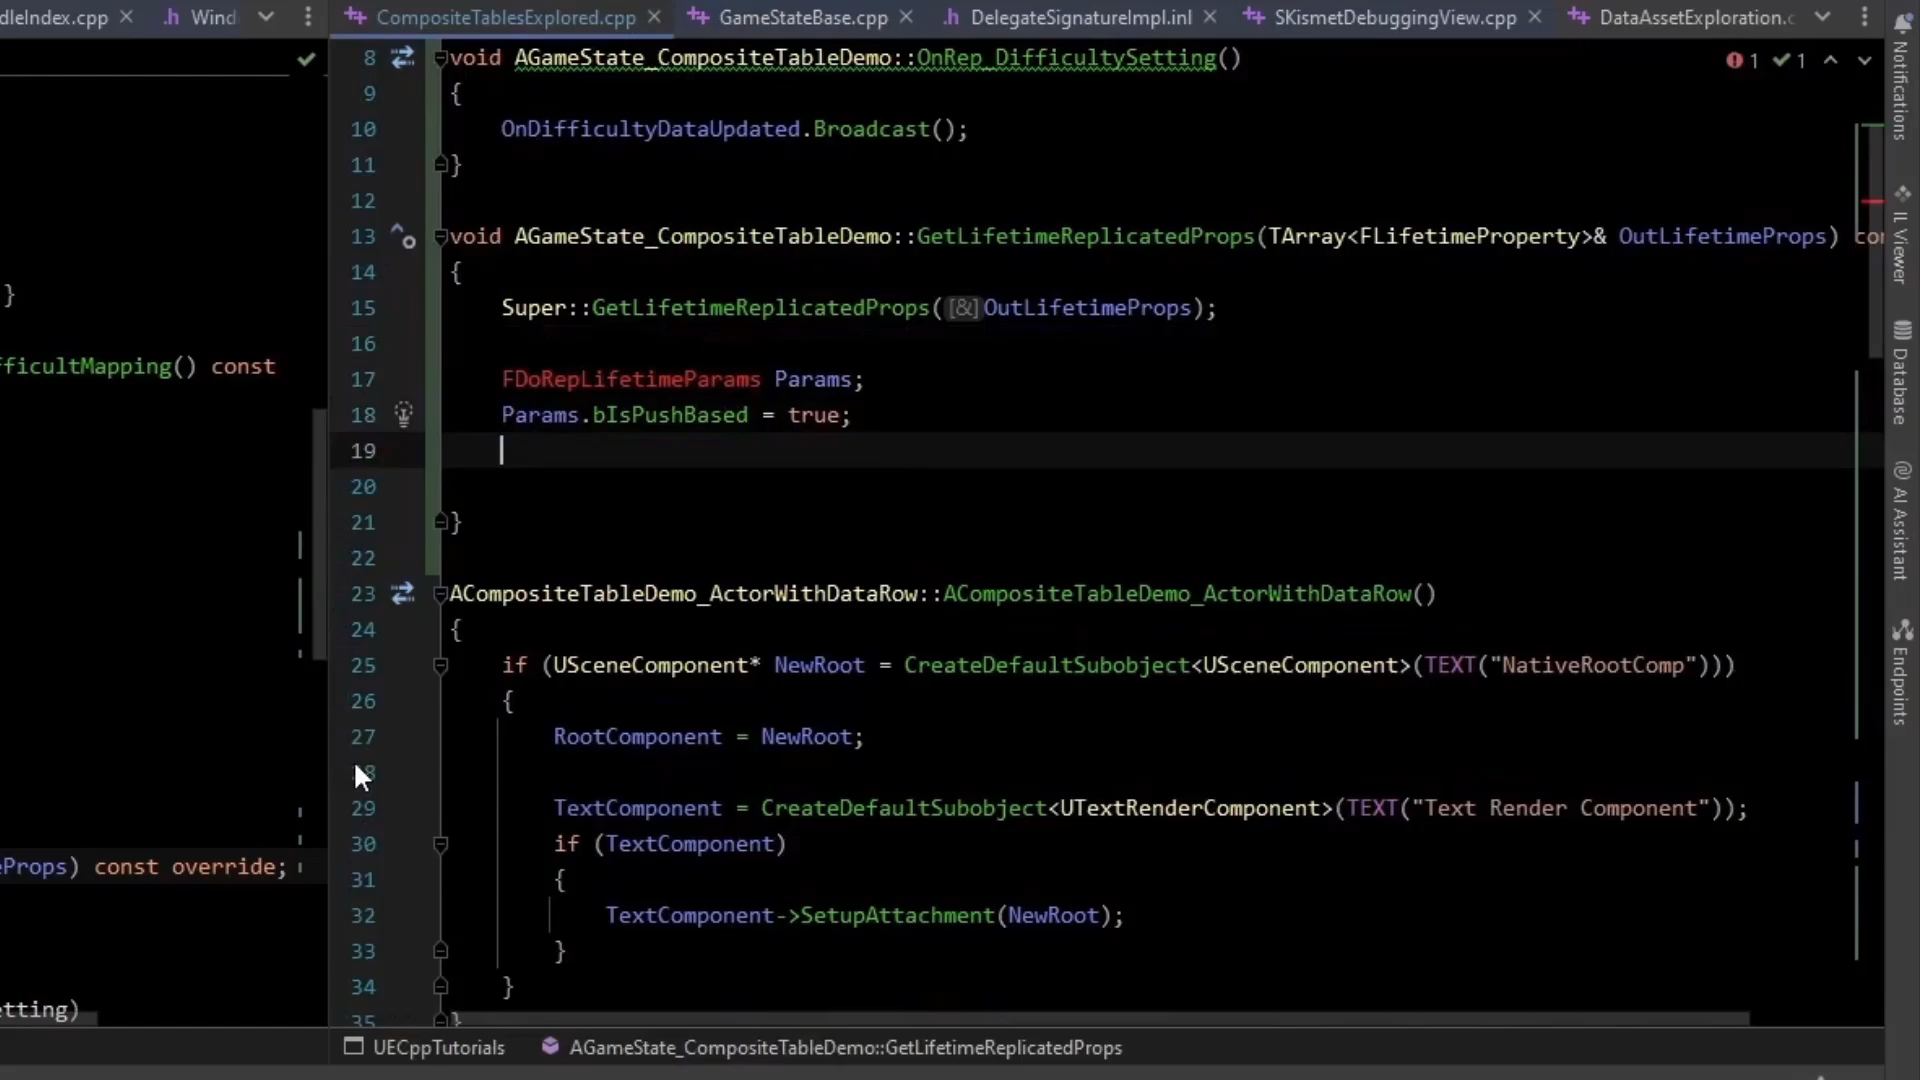 dleIndex.cpp
.h Wind
CompositeTablesExplored.cpp
GameStateBase.cpp
.h DelegateSignatureImpl.inl
SKismetDebuggingView.cpp
DataAssetExploration.c
}
fficultMapping() const
eProps) const override;
etting)
8 void AGameState_CompositeTableDemo::OnRep_DifficultySetting()
9 {
10 OnDifficultyDataUpdated.Broadcast();
11 }
12
13 void AGameState_CompositeTableDemo::GetLifetimeReplicatedProps(TArray<FLifetimeProperty>& OutLifetimeProps) con
14 {
15 Super::GetLifetimeReplicatedProps([&]OutLifetimeProps);
16
17 FDoRepLifetimeParams Params;
18 Params.bIsPushBased = true;
19
20
21 }
22
23 ACompositeTableDemo_ActorWithDataRow::ACompositeTableDemo_ActorWithDataRow()
24 {
25 if (USceneComponent* NewRoot = CreateDefaultSubobject<USceneComponent>(TEXT("NativeRootComp")))
26 {
27 RootComponent = NewRoot;
29 TextComponent = CreateDefaultSubobject<UTextRenderComponent>(TEXT("Text Render Component"));
30 if (TextComponent)
31 {
32 TextComponent->SetupAttachment(NewRoot);
33 }
34 }
35 }
1 1
Notifications
IL Viewer
Database
AI Assistant
Endpoints
UECppTutorials
AGameState_CompositeTableDemo::GetLifetimeReplicatedProps